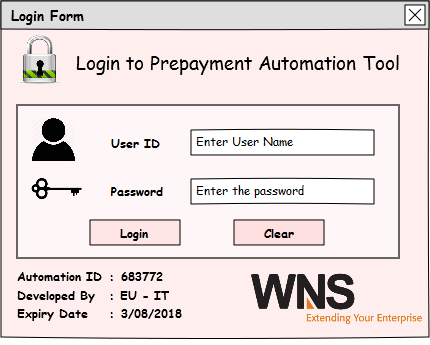 Login Form
Login to Prepayment Automation Tool
User ID Enter User Name
Password Enter the password
Login Clear
Automation ID : 683772
Developed By : EU - IT
Expiry Date : 3/08/2018
WNS
Extending Your Enterprise